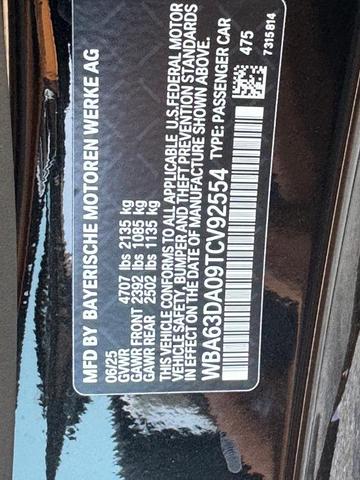 MFD BY BAYERISCHE MOTOREN WERKE AG
06/25
GVWR 4707 lbs 2135 kg
GAWR FRONT 2392 lbs 1085 kg
GAWR REAR 2502 lbs 1135 kg
THIS VEHICLE CONFORMS TO ALL APPLICABLE U.S.FEDERAL MOTOR
VEHICLE SAFETY, BUMPER AND THEFT PREVENTION STANDARDS
IN EFFECT ON THE DATE OF MANUFACTURE SHOWN ABOVE.
WBA63DA09TCV92554 TYPE: PASSENGER CAR
475
7315814